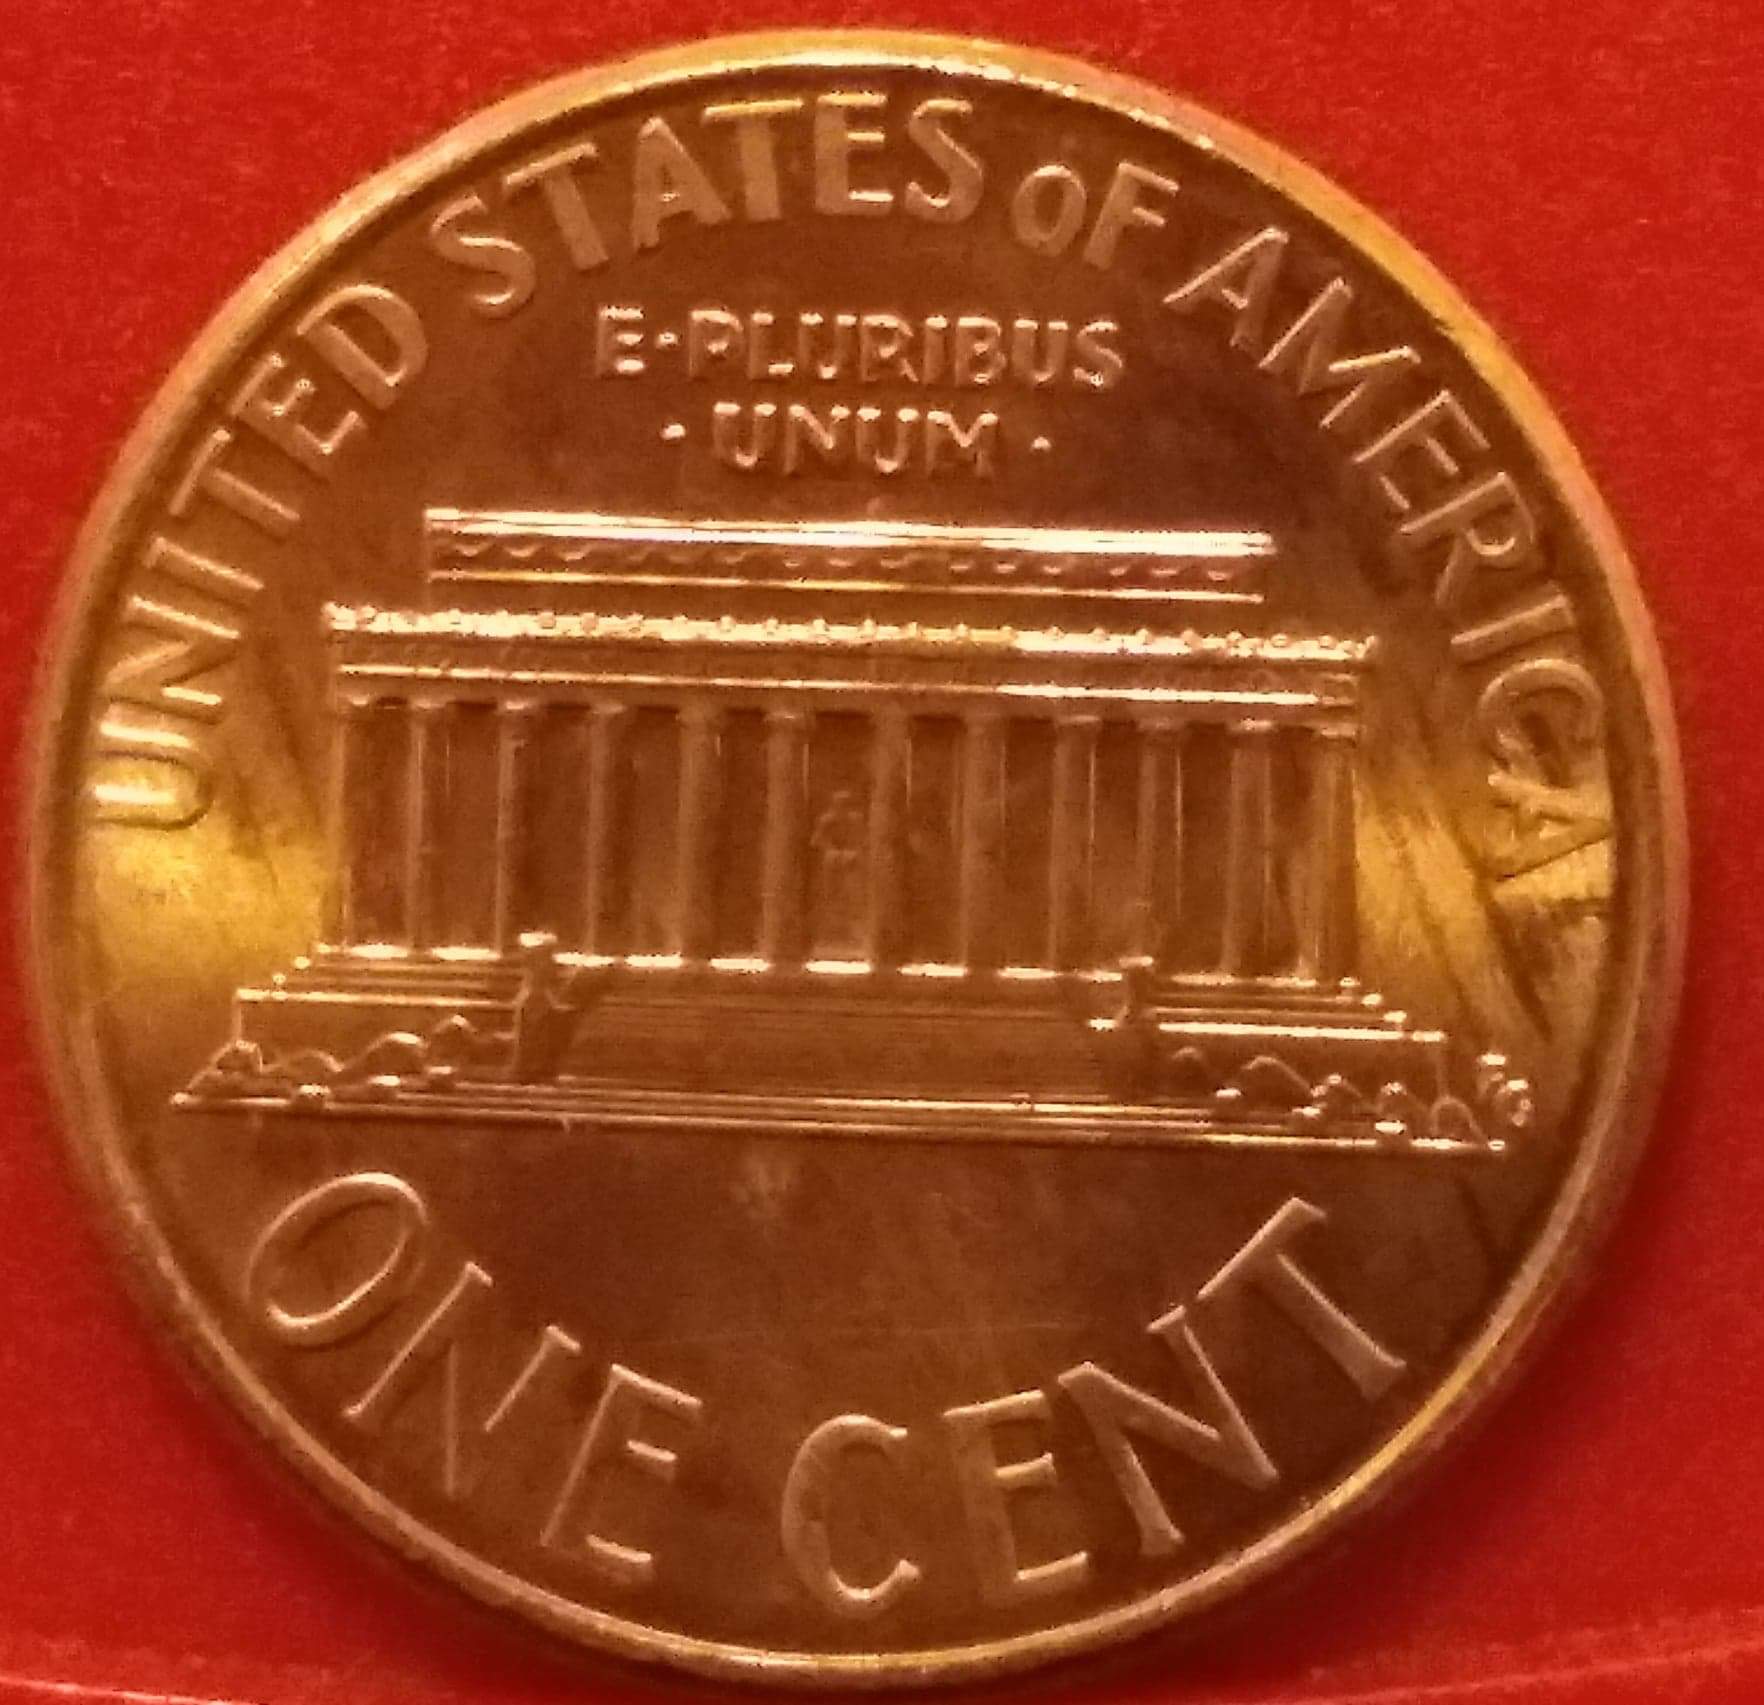 UNITED STATES OF AMERICA
E·PLURIBUS
·UNUM·
ONE CENT